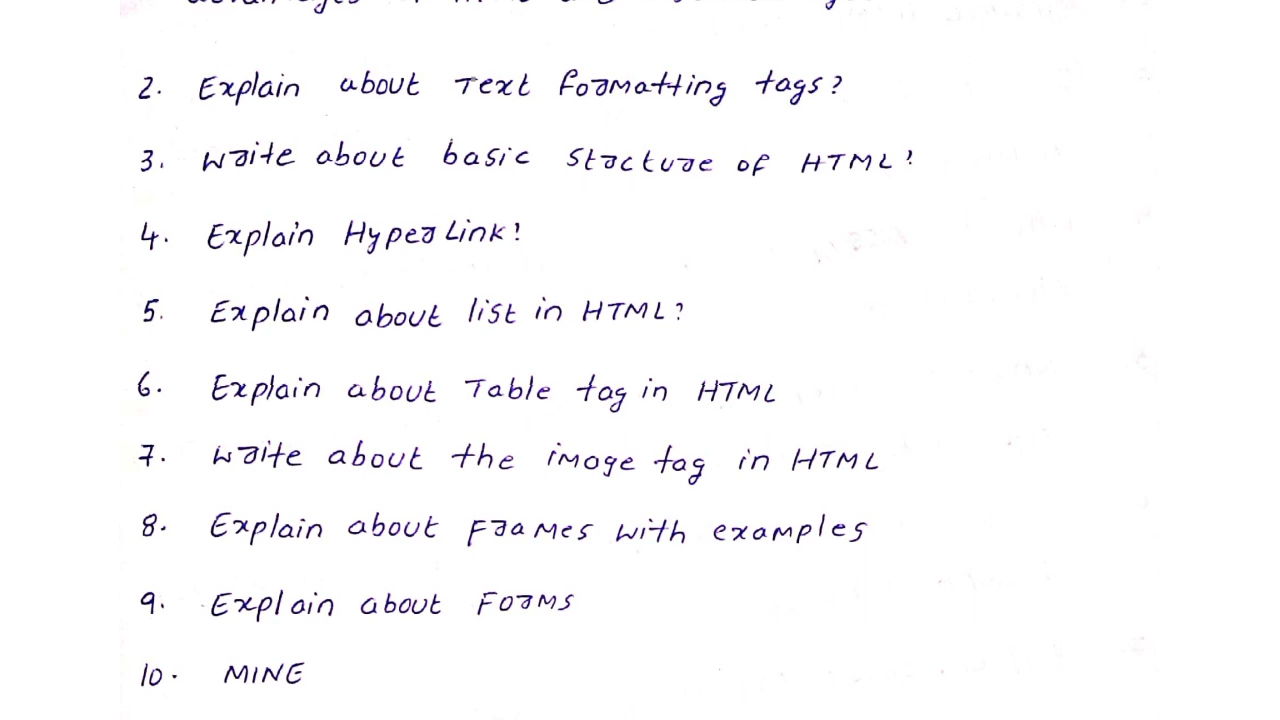 2. Explain about Text formatting tags?
3. Write about basic Structure of HTML?
4. Explain Hyper Link?
5. Explain about list in HTML?
6. Explain about Table tag in HTML
7. Write about the image tag in HTML
8. Explain about Frames with examples
9. Explain about Forms
10. MINE